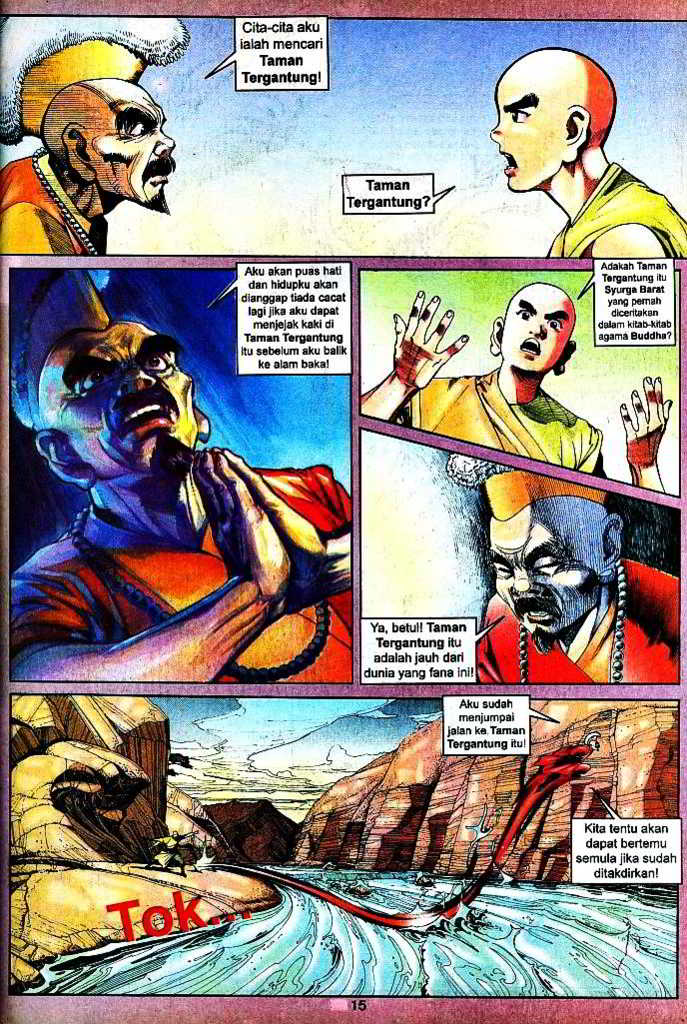 Cita-cita aku
ialah mencari
Taman
Tergantung!
Taman
Tergantung?
Aku akan puas hati
dan hidupku akan
dianggap tiada cacat
lagi jika aku dapat
menjejak kaki di
Taman Tergantung
itu sebelum aku balik
ke alam baka!
Adakah Taman
Tergantung itu
Syurga Barat
yang pernah
diceritakan
dalam kitab-kitab
agama Buddha?
Ya, betul! Taman
Tergantung itu
adalah jauh dari
dunia yang fana ini!
Aku sudah
menjumpai
jalan ke Taman
Tergantung itu!
Kita tentu akan
dapat bertemu
semula jika sudah
ditakdirkan!
Tok...
15